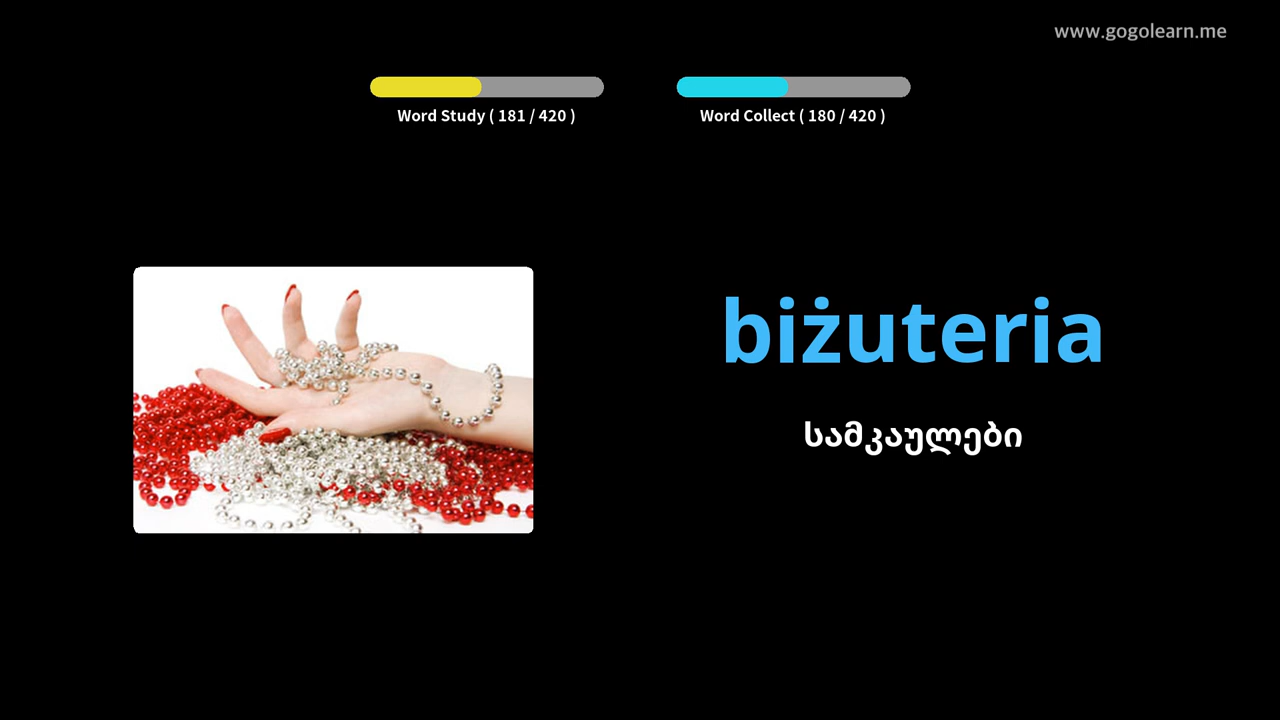 www.gogolearn.me
Word Study ( 181 / 420 )
Word Collect ( 180 / 420 )
biżuteria
სამკაულები